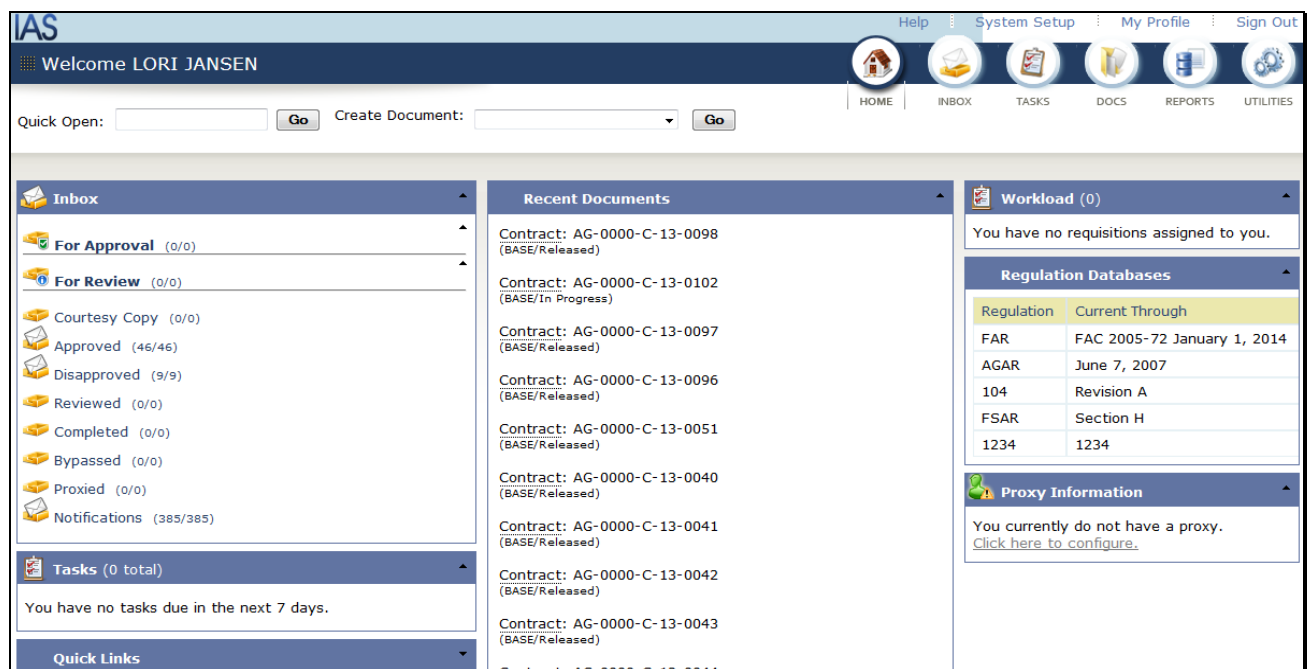 IAS
Help System Setup My Profile Sign Out
Welcome LORI JANSEN
HOME INBOX TASKS DOCS REPORTS UTILITIES
Quick Open: Go Create Document: Go
Inbox
For Approval (0/0)
For Review (0/0)
Courtesy Copy (0/0)
Approved (46/46)
Disapproved (9/9)
Reviewed (0/0)
Completed (0/0)
Bypassed (0/0)
Proxied (0/0)
Notifications (385/385)
Tasks (0 total)
You have no tasks due in the next 7 days.
Quick Links
Recent Documents
Contract: AG-0000-C-13-0098
(BASE/Released)
Contract: AG-0000-C-13-0102
(BASE/In Progress)
Contract: AG-0000-C-13-0097
(BASE/Released)
Contract: AG-0000-C-13-0096
(BASE/Released)
Contract: AG-0000-C-13-0051
(BASE/Released)
Contract: AG-0000-C-13-0040
(BASE/Released)
Contract: AG-0000-C-13-0041
(BASE/Released)
Contract: AG-0000-C-13-0042
(BASE/Released)
Contract: AG-0000-C-13-0043
(BASE/Released)
Workload (0)
You have no requisitions assigned to you.
Regulation Databases
Regulation Current Through
FAR FAC 2005-72 January 1, 2014
AGAR June 7, 2007
104 Revision A
FSAR Section H
1234 1234
Proxy Information
You currently do not have a proxy.
Click here to configure.